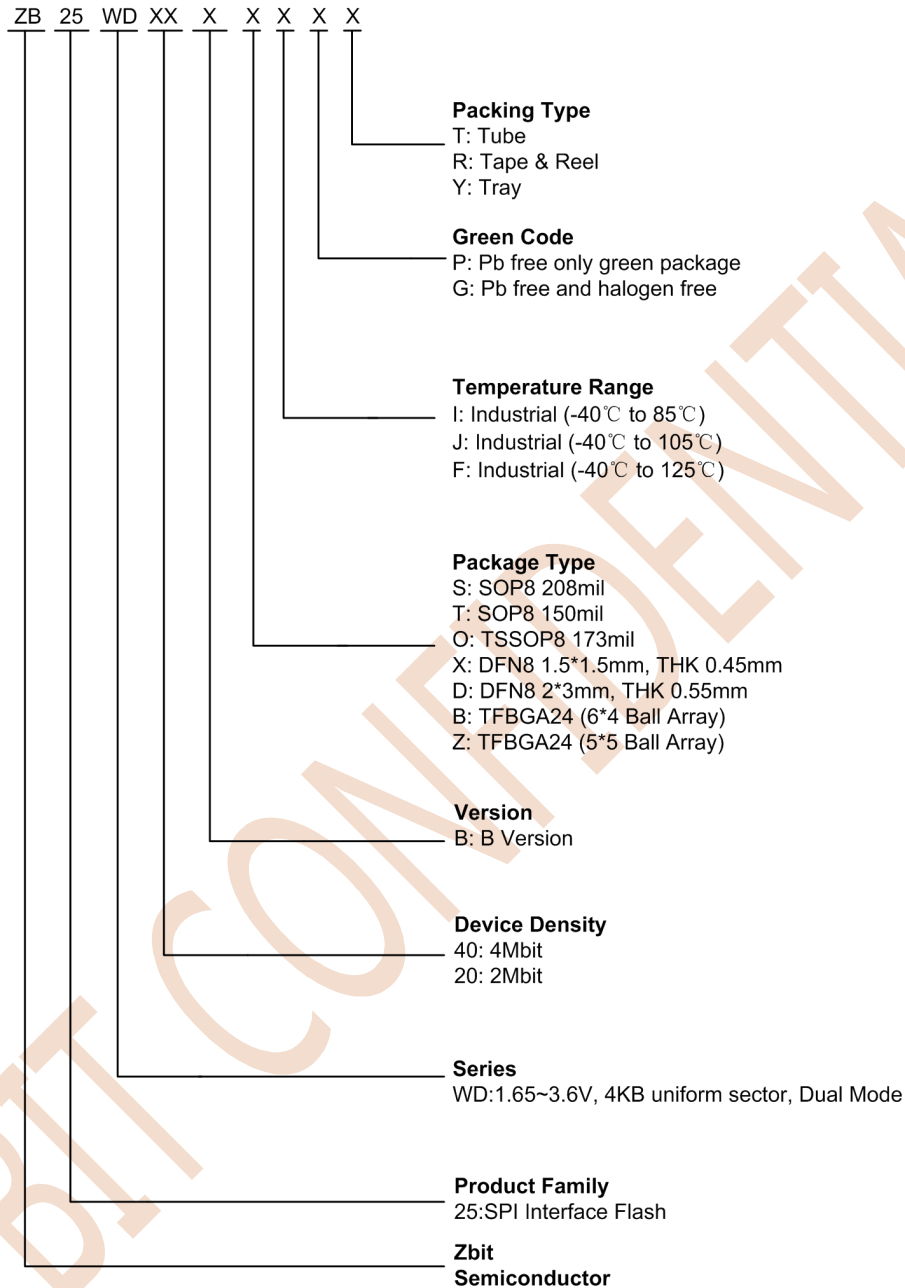 ZB 25 WD XX X X X X X
Packing Type
T: Tube
R: Tape & Reel
Y: Tray
Green Code
P: Pb free only green package
G: Pb free and halogen free
Temperature Range
I: Industrial (-40℃ to 85℃)
J: Industrial (-40℃ to 105℃)
F: Industrial (-40℃ to 125℃)
Package Type
S: SOP8 208mil
T: SOP8 150mil
O: TSSOP8 173mil
X: DFN8 1.5*1.5mm, THK 0.45mm
D: DFN8 2*3mm, THK 0.55mm
B: TFBGA24 (6*4 Ball Array)
Z: TFBGA24 (5*5 Ball Array)
Version
B: B Version
Device Density
40: 4Mbit
20: 2Mbit
Series
WD:1.65~3.6V, 4KB uniform sector, Dual Mode
Product Family
25:SPI Interface Flash
Zbit
Semiconductor
BIT CONFIDENTIA